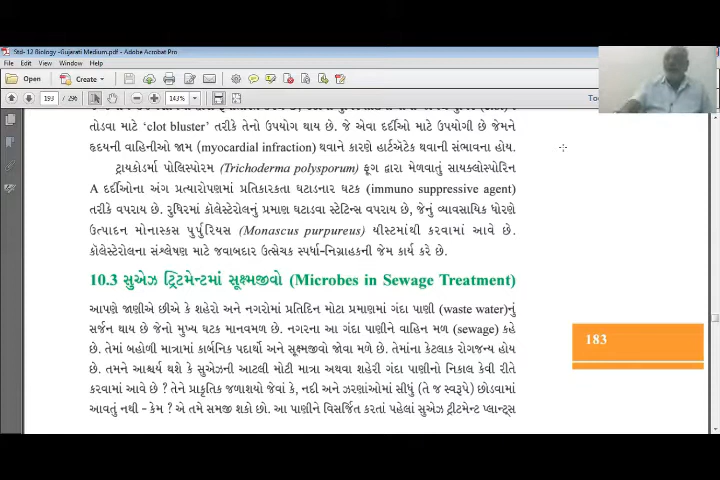 Std- 12 Biology -Gujarati Medium.pdf - Adobe Acrobat Pro
File Edit View Window Help
Open Create
193 / 296 143%
તોડવા માટે ‘clot bluster’ તરીકે તેનો ઉપયોગ થાય છે. જે એવા દર્દીઓ માટે ઉપયોગી છે જેમને
હૃદયની વાહિનીઓ જામ (myocardial infraction) થવાને કારણે હાર્ટઍટેક થવાની સંભાવના હોય.
ટ્રાયકોડર્મા પોલિસ્પોરમ (Trichoderma polysporum) ફૂગ દ્વારા મેળવાતું સાયક્લોસ્પોરિન
A દર્દીઓના અંગ પ્રત્યારોપણમાં પ્રતિકારકતા ઘટાડનાર ઘટક (immuno suppressive agent)
તરીકે વપરાય છે. રુધિરમાં કૉલેસ્ટેરોલનું પ્રમાણ ઘટાડવા સ્ટેટિન્સ વપરાય છે, જેનું વ્યાવસાયિક ધોરણે
ઉત્પાદન મોનાસ્કસ પુર્પુરિયસ (Monascus purpureus) યીસ્ટમાંથી કરવામાં આવે છે.
કૉલેસ્ટેરોલના સંશ્લેષણ માટે જવાબદાર ઉત્સેચક સ્પર્ધા-નિગ્રાહકની જેમ કાર્ય કરે છે.
10.3 સુએઝ ટ્રિટમેન્ટમાં સૂક્ષ્મજીવો (Microbes in Sewage Treatment)
આપણે જાણીએ છીએ કે શહેરો અને નગરોમાં પ્રતિદિન મોટા પ્રમાણમાં ગંદા પાણી (waste water)નું
સર્જન થાય છે જેનો મુખ્ય ઘટક માનવમળ છે. નગરના આ ગંદા પાણીને વાહિન મળ (sewage) કહે
છે. તેમાં બહોળી માત્રામાં કાર્બનિક પદાર્થો અને સૂક્ષ્મજીવો જોવા મળે છે. તેમાંના કેટલાક રોગજન્ય હોય
છે. તમને આશ્ચર્ય થશે કે સુએઝની આટલી મોટી માત્રા અથવા શહેરી ગંદા પાણીનો નિકાલ કેવી રીતે
કરવામાં આવે છે ? તેને પ્રાકૃતિક જળાશયો જેવાં કે, નદી અને ઝરણાંઓમાં સીધું (તે જ સ્વરૂપે) છોડવામાં
આવતું નથી - કેમ ? એ તમે સમજી શકો છો. આ પાણીને વિસર્જિત કરતાં પહેલાં સુએઝ ટ્રીટમેન્ટ પ્લાન્ટ્સ
183